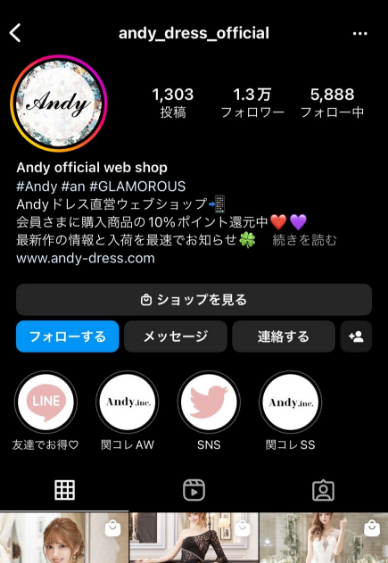 andy_dress_official
Andy
1,303
1.3万
5,888
投稿
フォロワー
フォロー中
Andy official web shop
#Andy #an #GLAMOROUS
Andyドレス直営ウェブショップ📲
会員さまに購入商品の10%ポイント還元中❤️💜
最新作の情報と入荷を最速でお知らせ🍀 続きを読む
www.andy-dress.com
ショップを見る
フォローする
メッセージ
連絡する
LINE
Andy.inc.
Andy.inc.
友達でお得♡
関コレAW
SNS
関コレSS